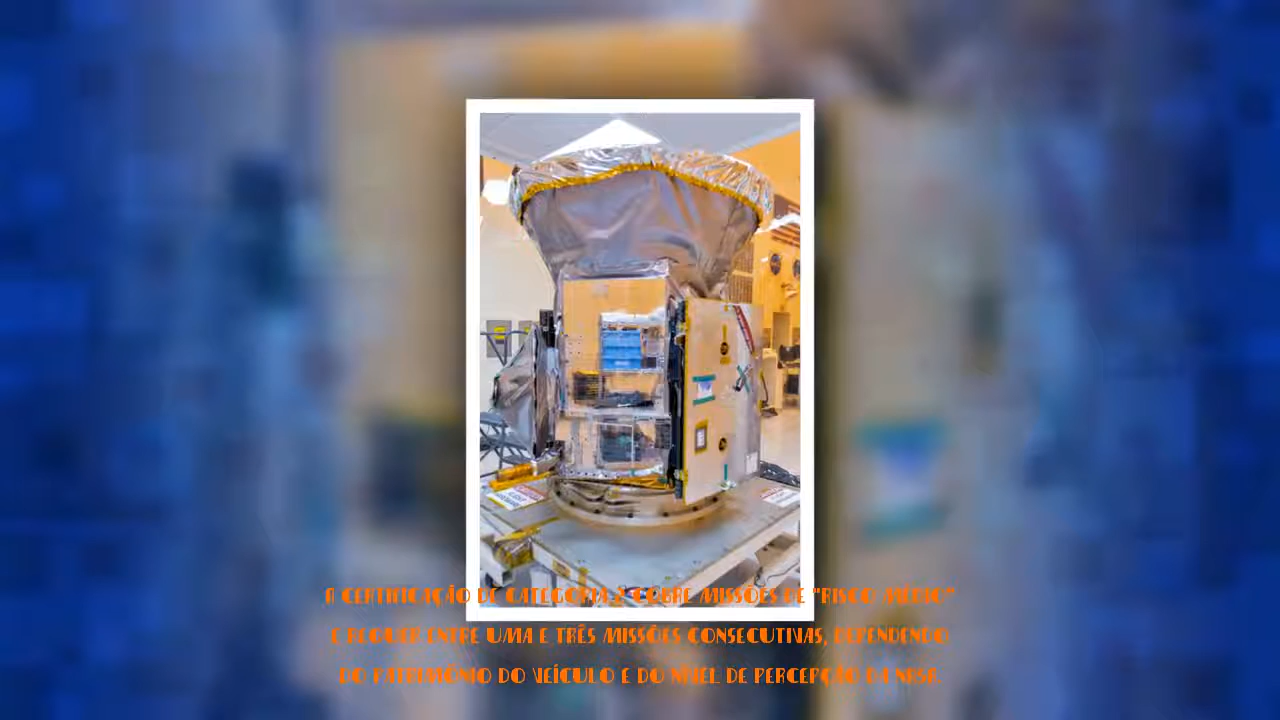 A CERTIFICAÇÃO DE CATEGORIA 2 COBRE MISSÕES DE "RISCO MÉDIO"
E REQUER ENTRE UMA E TRÊS MISSÕES CONSECUTIVAS, DEPENDENDO
DO PATRIMÔNIO DO VEÍCULO E DO NÍVEL DE PERCEPÇÃO DA NASA.